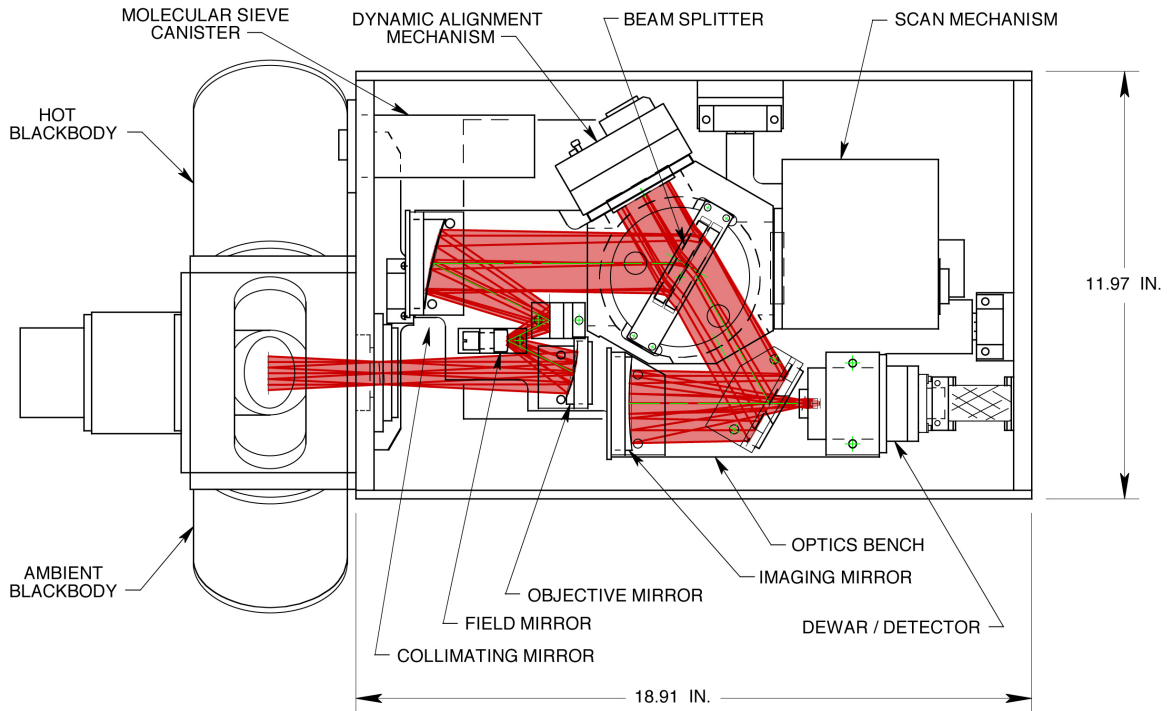 MOLECULAR SIEVE
CANISTER
DYNAMIC ALIGNMENT
MECHANISM
BEAM SPLITTER
SCAN MECHANISM
HOT
BLACKBODY
11.97 IN.
AMBIENT
BLACKBODY
OPTICS BENCH
IMAGING MIRROR
OBJECTIVE MIRROR
FIELD MIRROR
DEWAR / DETECTOR
COLLIMATING MIRROR
18.91 IN.